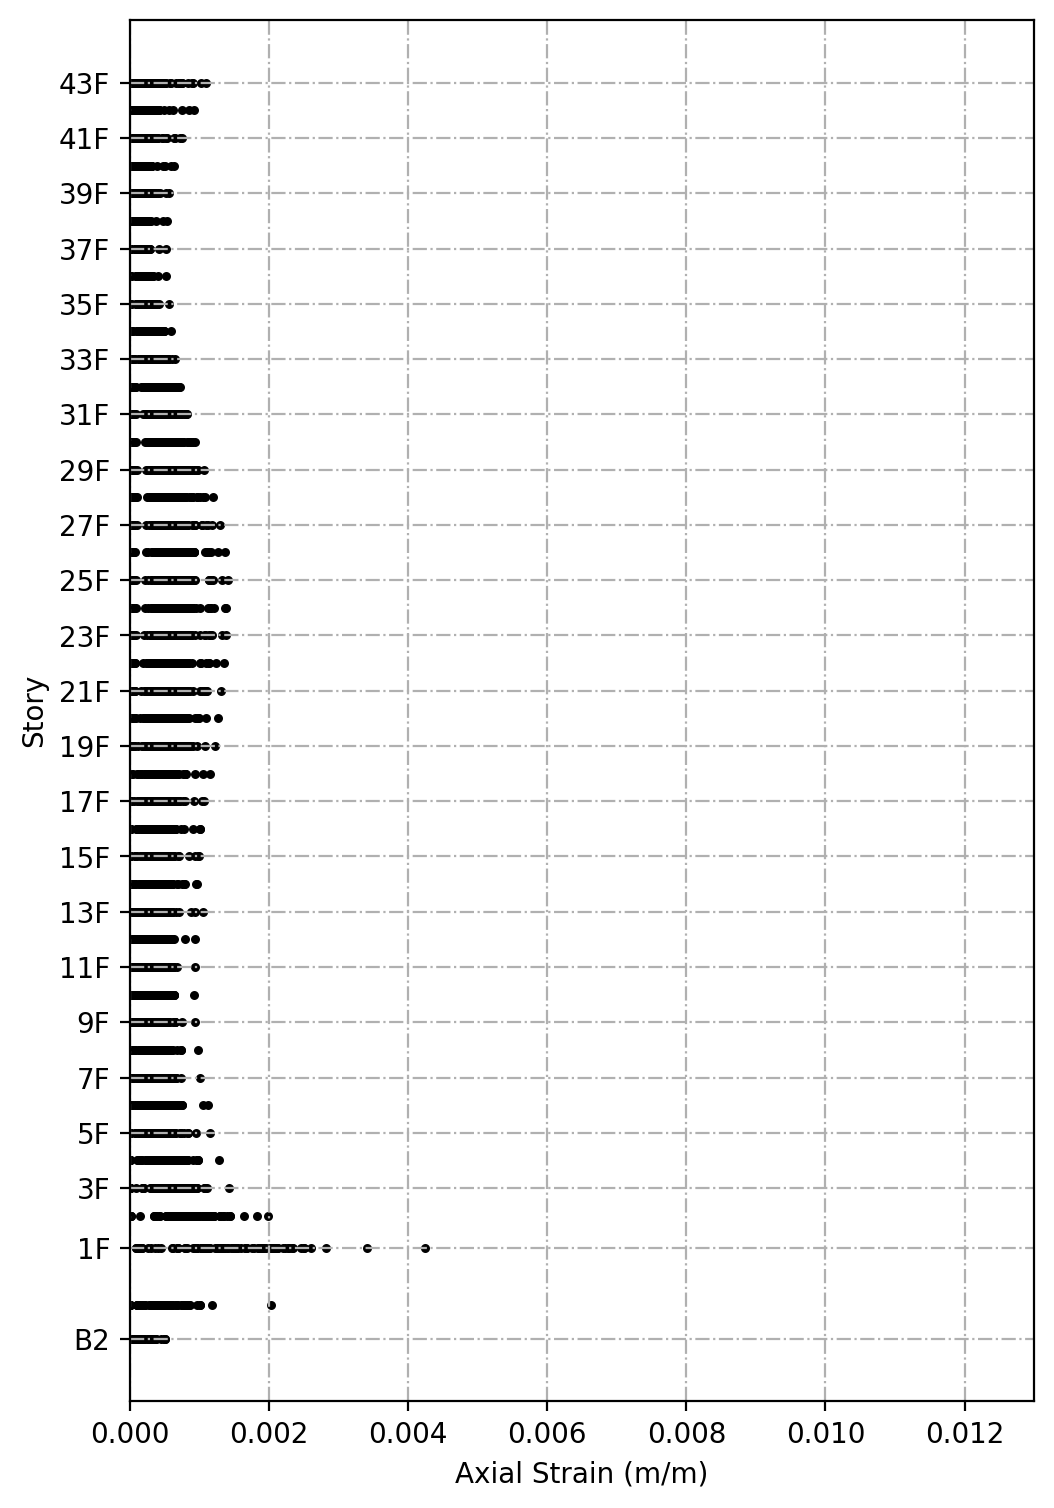 43F
41F
39F
37F
35F
33F
31F
29F
27F
25F
23F
21F
19F
17F
15F
13F
11F
9F
7F
5F
3F
1F
B2
Story
0.000 0.002 0.004 0.006 0.008 0.010 0.012
Axial Strain (m/m)